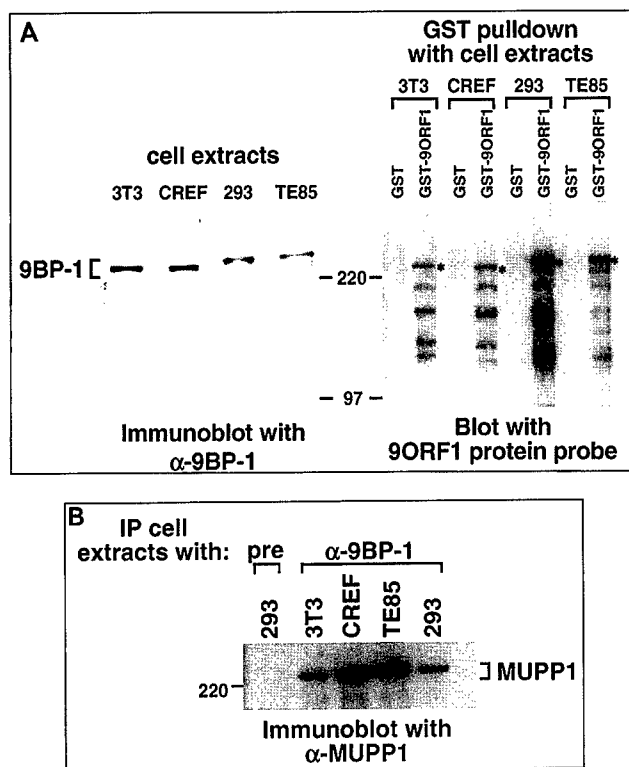 A
GST pulldown
with cell extracts
3T3 CREF 293 TE85
GST
GST-9ORF1
GST
GST-9ORF1
GST
GST-9ORF1
GST
GST-9ORF1
cell extracts
3T3 CREF 293 TE85
9BP-1 [
* * * *
– 220 –
– 97 –
Immunoblot with
α-9BP-1
Blot with
9ORF1 protein probe
B
IP cell
extracts with:
pre
α-9BP-1
293
3T3
CREF
TE85
293
220 –
] MUPP1
Immunoblot with
α-MUPP1